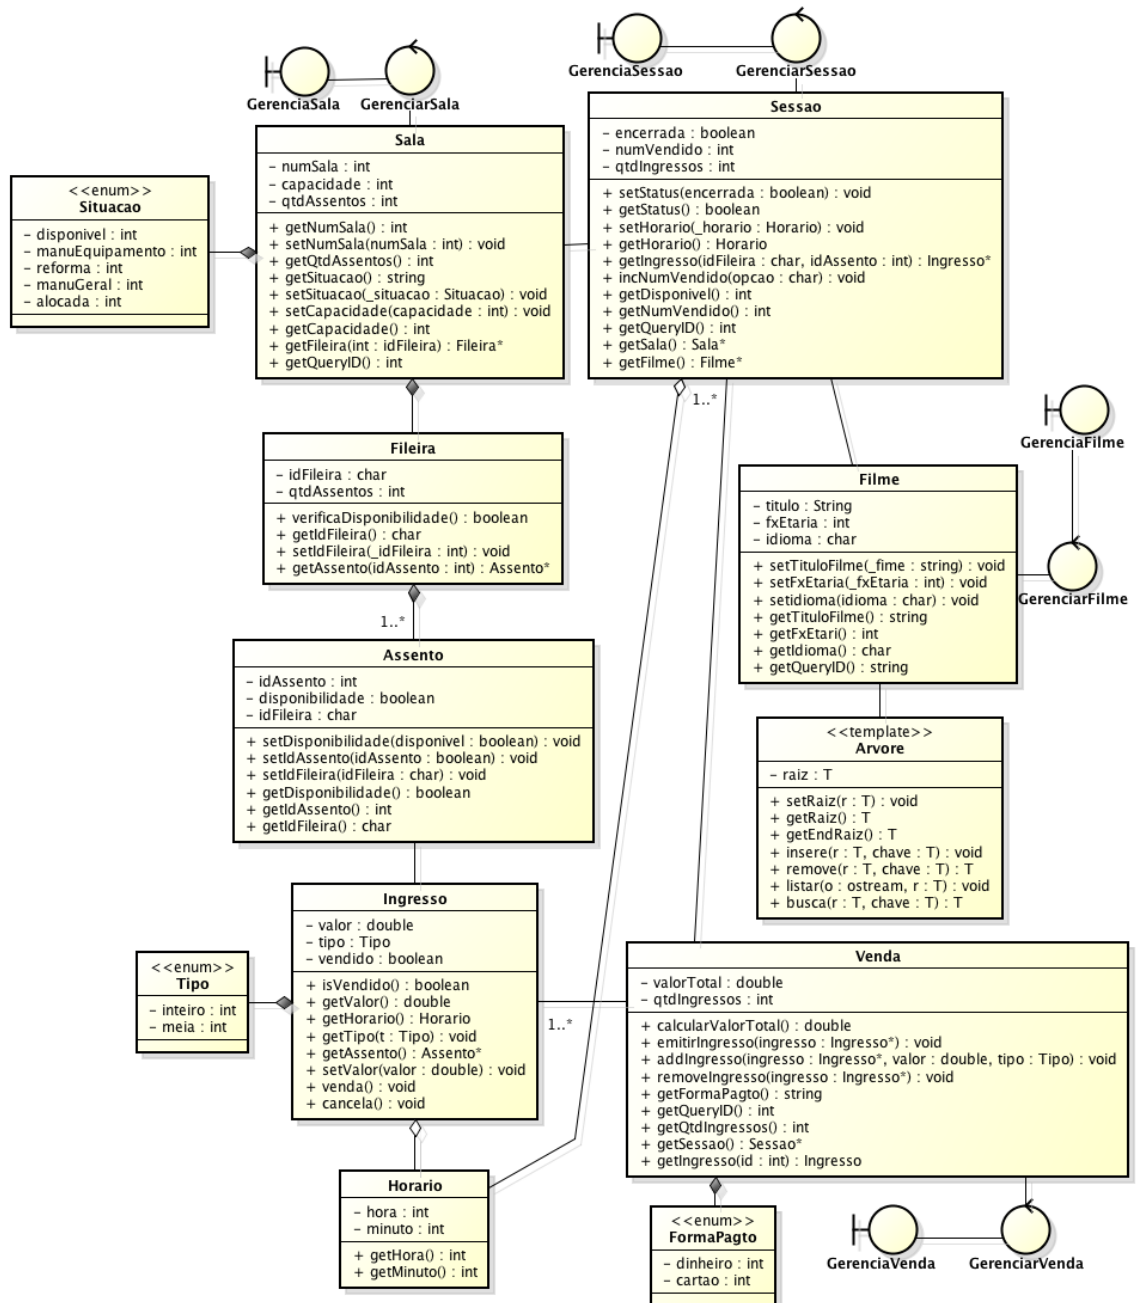 GerenciaSala
GerenciarSala
GerenciaSessao
GerenciarSessao
<<enum>>
Situacao
- disponivel : int
- manuEquipamento : int
- reforma : int
- manuGeral : int
- alocada : int
Sala
- numSala : int
- capacidade : int
- qtdAssentos : int
+ getNumSala() : int
+ setNumSala(numSala : int) : void
+ getQtdAssentos() : int
+ getSituacao() : string
+ setSituacao(_situacao : Situacao) : void
+ setCapacidade(capacidade : int) : void
+ getCapacidade() : int
+ getFileira(int : idFileira) : Fileira*
+ getQueryID() : int
Sessao
- encerrada : boolean
- numVendido : int
- qtdIngressos : int
+ setStatus(encerrada : boolean) : void
+ getStatus() : boolean
+ setHorario(_horario : Horario) : void
+ getHorario() : Horario
+ getIngresso(idFileira : char, idAssento : int) : Ingresso*
+ incNumVendido(opcao : char) : void
+ getDisponivel() : int
+ getNumVendido() : int
+ getQueryID() : int
+ getSala() : Sala*
+ getFilme() : Filme*
1..*
Fileira
- idFileira : char
- qtdAssentos : int
+ verificaDisponibilidade() : boolean
+ getIdFileira() : char
+ setIdFileira(_idFileira : int) : void
+ getAssento(idAssento : int) : Assento*
1..*
GerenciaFilme
GerenciarFilme
Filme
- titulo : String
- fxEtaria : int
- idioma : char
+ setTituloFilme(_fime : string) : void
+ setFxEtaria(_fxEtaria : int) : void
+ setidioma(idioma : char) : void
+ getTituloFilme() : string
+ getFxEtari() : int
+ getIdioma() : char
+ getQueryID() : string
Assento
- idAssento : int
- disponibilidade : boolean
- idFileira : char
+ setDisponibilidade(disponivel : boolean) : void
+ setIdAssento(idAssento : boolean) : void
+ setIdFileira(idFileira : char) : void
+ getDisponibilidade() : boolean
+ getIdAssento() : int
+ getIdFileira() : char
<<template>>
Arvore
- raiz : T
+ setRaiz(r : T) : void
+ getRaiz() : T
+ getEndRaiz() : T
+ insere(r : T, chave : T) : void
+ remove(r : T, chave : T) : T
+ listar(o : ostream, r : T) : void
+ busca(r : T, chave : T) : T
<<enum>>
Tipo
- inteiro : int
- meia : int
Ingresso
- valor : double
- tipo : Tipo
- vendido : boolean
+ isVendido() : boolean
+ getValor() : double
+ getHorario() : Horario
+ getTipo(t : Tipo) : void
+ getAssento() : Assento*
+ setValor(valor : double) : void
+ venda() : void
+ cancela() : void
1..*
Venda
- valorTotal : double
- qtdIngressos : int
+ calcularValorTotal() : double
+ emitirIngresso(ingresso : Ingresso*) : void
+ addIngresso(ingresso : Ingresso*, valor : double, tipo : Tipo) : void
+ removeIngresso(ingresso : Ingresso*) : void
+ getFormaPagto() : string
+ getQueryID() : int
+ getQtdIngressos() : int
+ getSessao() : Sessao*
+ getIngresso(id : int) : Ingresso
Horario
- hora : int
- minuto : int
+ getHora() : int
+ getMinuto() : int
<<enum>>
FormaPagto
- dinheiro : int
- cartao : int
GerenciaVenda
GerenciarVenda